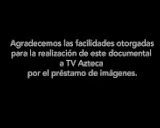 Agradecemos las facilidades otorgadas
para la realización de este documental
a TV Azteca
por el préstamo de imágenes.